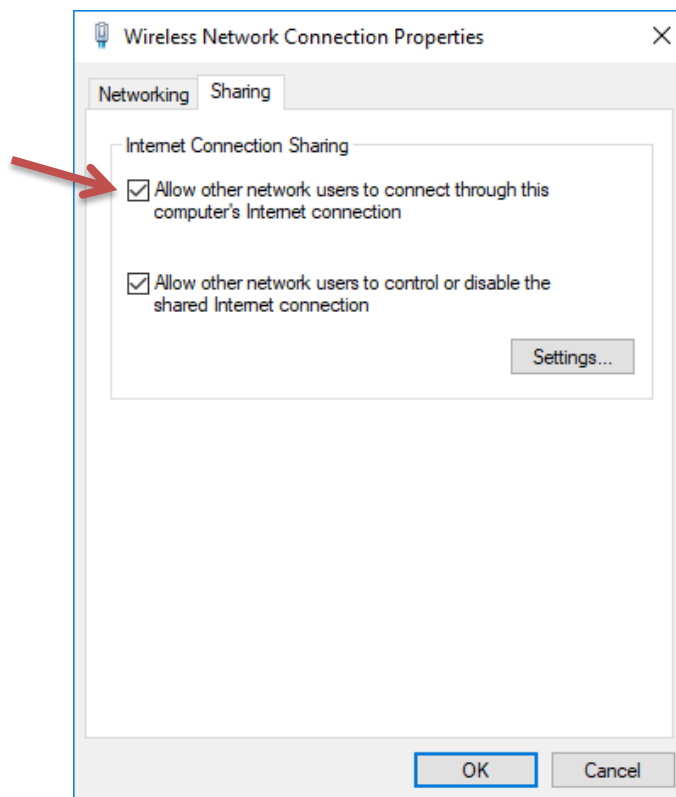 Wireless Network Connection Properties
Networking
Sharing
Internet Connection Sharing
Allow other network users to connect through this
computer's Internet connection
Allow other network users to control or disable the
shared Internet connection
Settings...
OK
Cancel